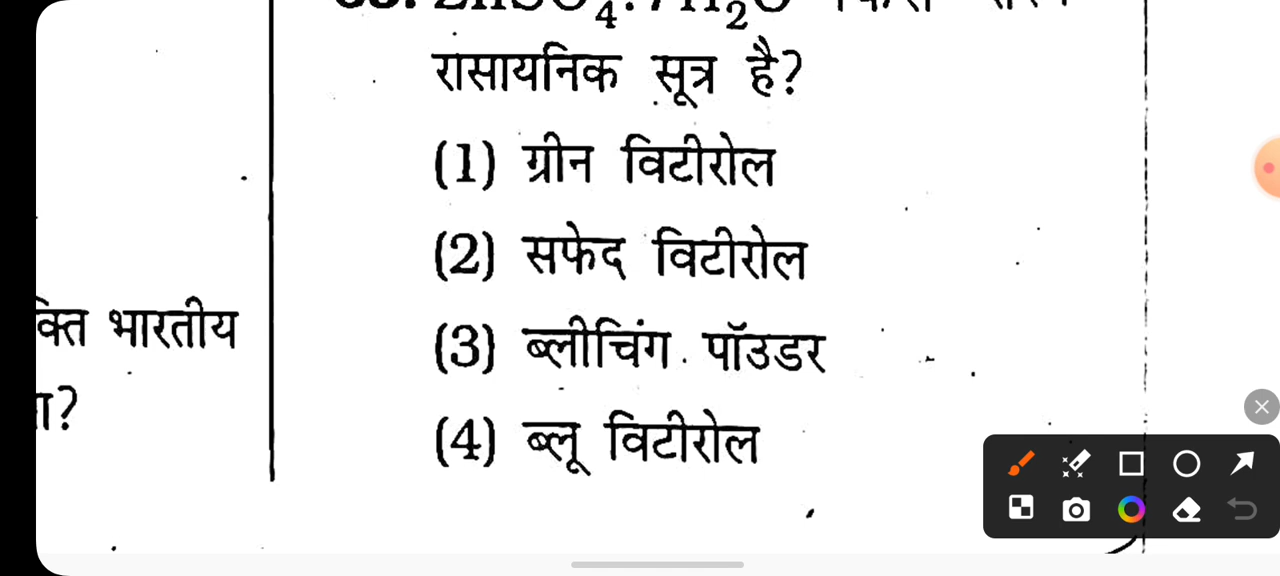 क्ति भारतीय
ा?
रासायनिक सूत्र है?
(1) ग्रीन विटीरोल
(2) सफेद विटीरोल
(3) ब्लीचिंग पॉउडर
(4) ब्लू विटीरोल